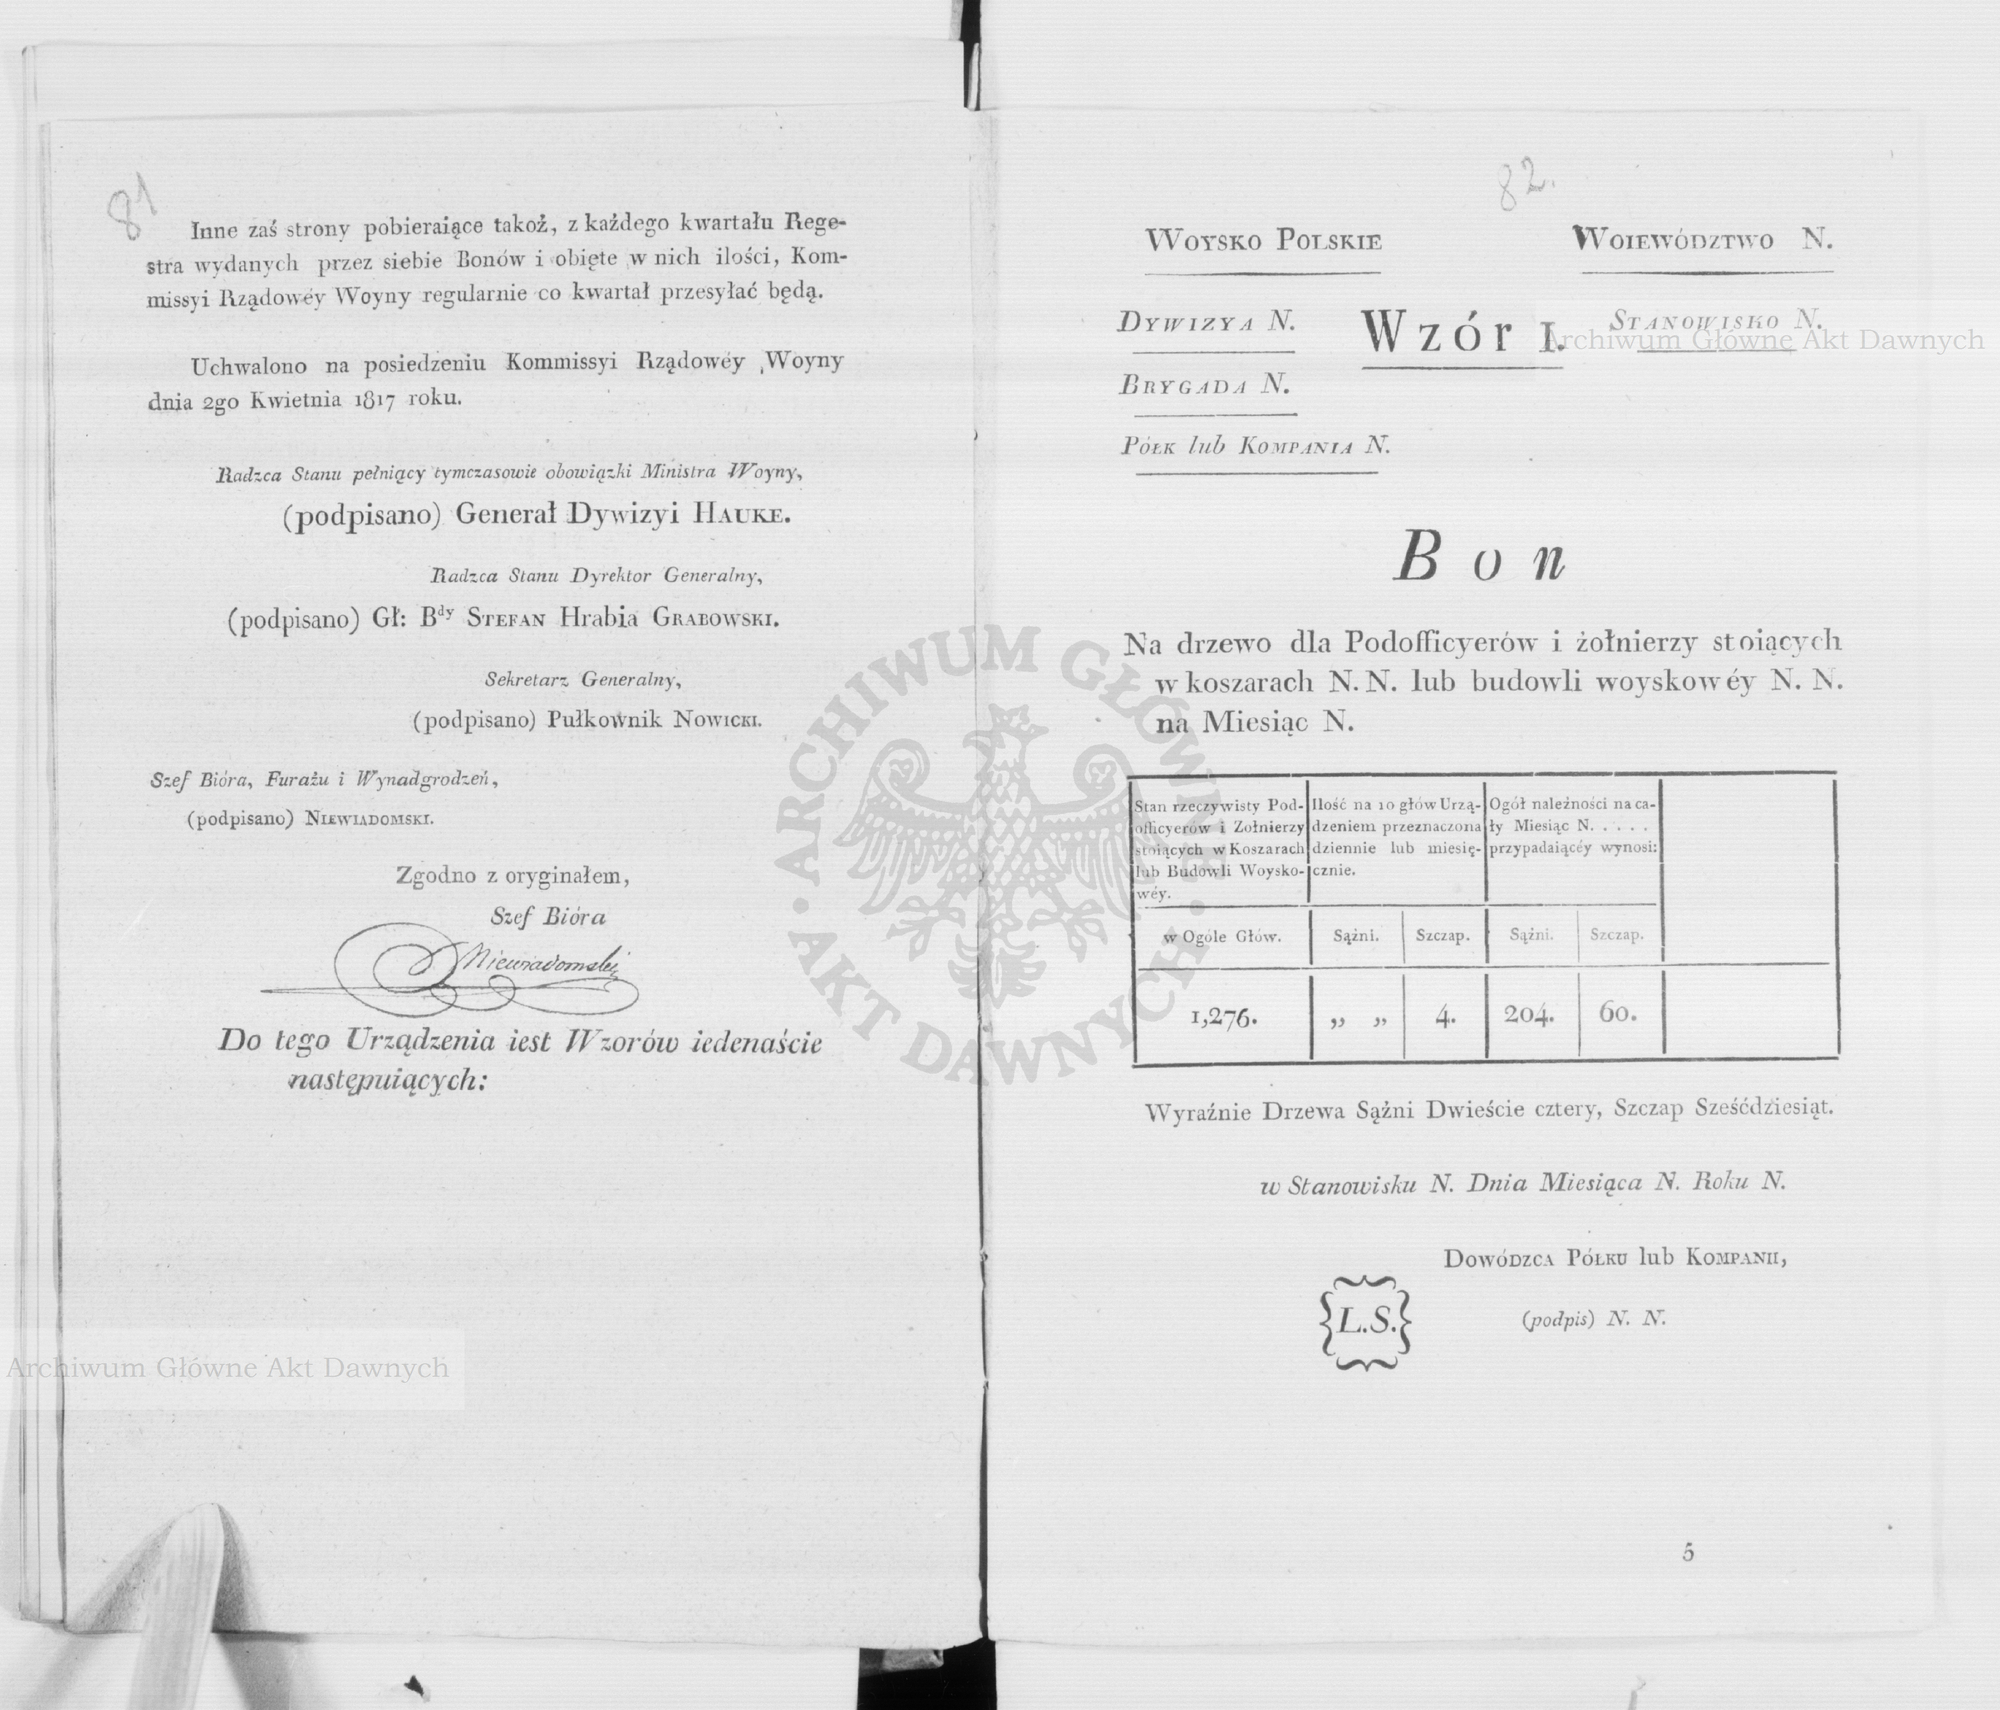 81
Inne zaś strony pobieraiące takoż, z każdego kwartału Rege-
stra wydanych przez siebie Bonów i obięte w nich ilości, Kom-
missyi Rządowéy Woyny regularnie co kwartał przesyłać będą.
Uchwalono na posiedzeniu Kommissyi Rządowéy Woyny
dnia 2go Kwietnia 1817 roku.
Radzca Stanu pełniący tymczasowie obowiązki Ministra Woyny,
(podpisano) Generał Dywizyi HAUKE.
Radzca Stanu Dyrektor Generalny,
(podpisano) Gł: Bdy STEFAN Hrabia GRABOWSKI.
Sekretarz Generalny,
(podpisano) Pułkownik NOWICKI.
Szef Bióra, Furażu i Wynadgrodzeń,
(podpisano) NIEWIADOMSKI.
Zgodno z oryginałem,
Szef Bióra
Niewiadomski
Do tego Urządzenia iest Wzorów iedenaście
następuiących:
Archiwum Główne Akt Dawnych
82.
WOYSKO POLSKIE
WOIEWÓDZTWO N.
DYWIZYA N.
Wzór 1.
STANOWISKO N.
Archiwum Główne Akt Dawnych
BRYGADA N.
PÓŁK lub KOMPANIA N.
Bon
Na drzewo dla Podofficyerów i żołnierzy stoiących
w koszarach N. N. lub budowli woyskowéy N. N.
na Miesiąc N.
Stan rzeczywisty Pod-
officyerów i Zołnierzy
stoiących w Koszarach
lub Budowli Woysko-
wéy.
Ilość na 10 głów Urzą-
dzeniem przeznaczona
dziennie lub miesię-
cznie.
Ogół należności na ca-
ły Miesiąc N. . . . .
przypadaiącéy wynosi:
w Ogóle Głów.
Sążni.
Szczap.
Sążni.
Szczap.
1,276.
„ „
4.
204.
60.
Wyraźnie Drzewa Sążni Dwieście cztery, Szczap Sześćdziesiąt.
w Stanowisku N. Dnia Miesiąca N. Roku N.
DOWÓDZCA PÓŁKU lub KOMPANII,
L.S.
(podpis) N. N.
5
ARCHIWUM GŁÓWNE
AKT DAWNYCH